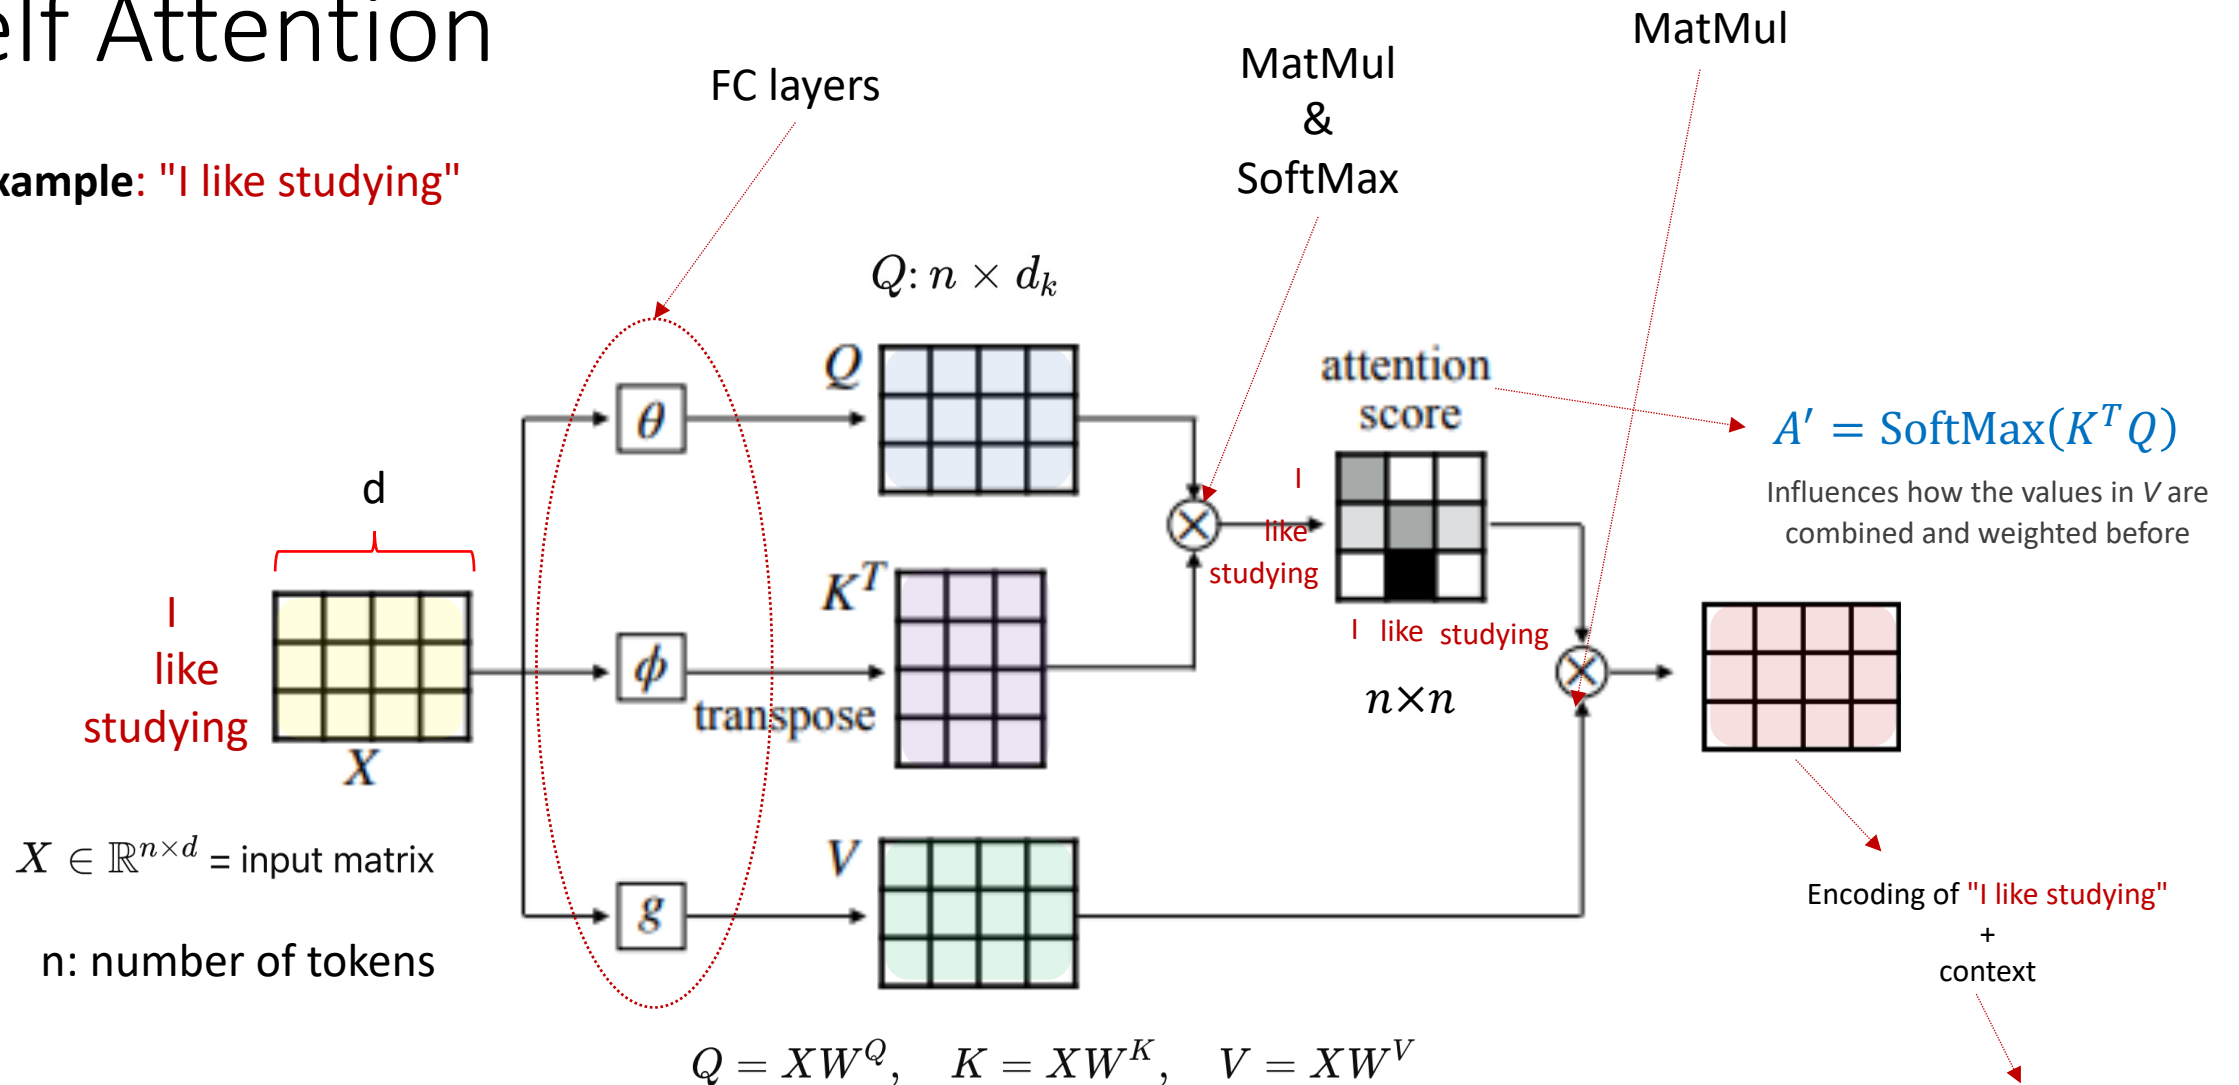 elf Attention
xample: "I like studying"
FC layers
MatMul
&
SoftMax
MatMul
Q: n × d_k
Q
attention
score
A′ = SoftMax(K^T Q)
Influences how the values in V are
combined and weighted before
θ
I
like
studying
I like studying
n×n
d
I
like
studying
X
K^T
ϕ
transpose
X ∈ ℝ^{n×d} = input matrix
n: number of tokens
V
g
Encoding of "I like studying"
+
context
Q = XW^Q, K = XW^K, V = XW^V